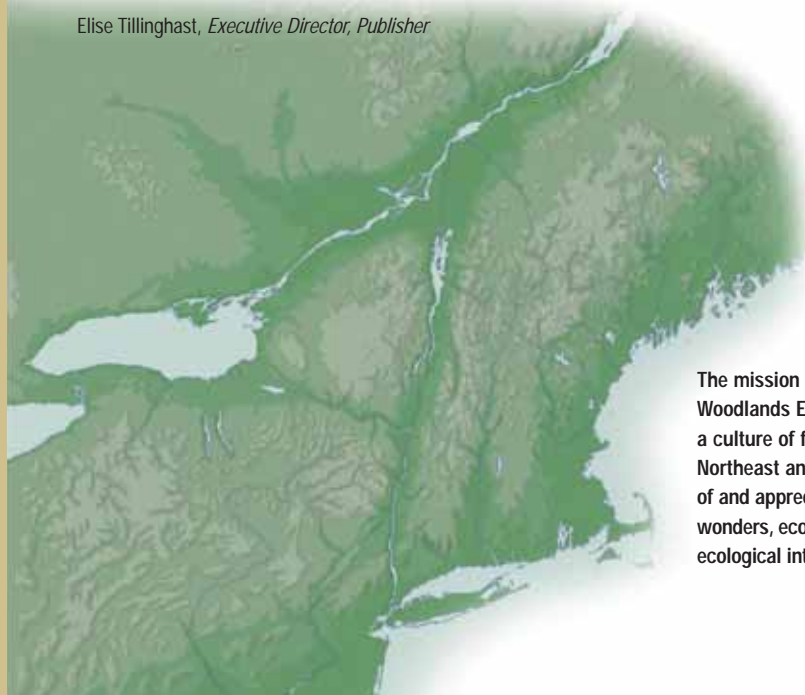 Elise Tillinghast, Executive Director, Publisher
The mission
Woodlands E
a culture of f
Northeast an
of and apprec
wonders, eco
ecological int